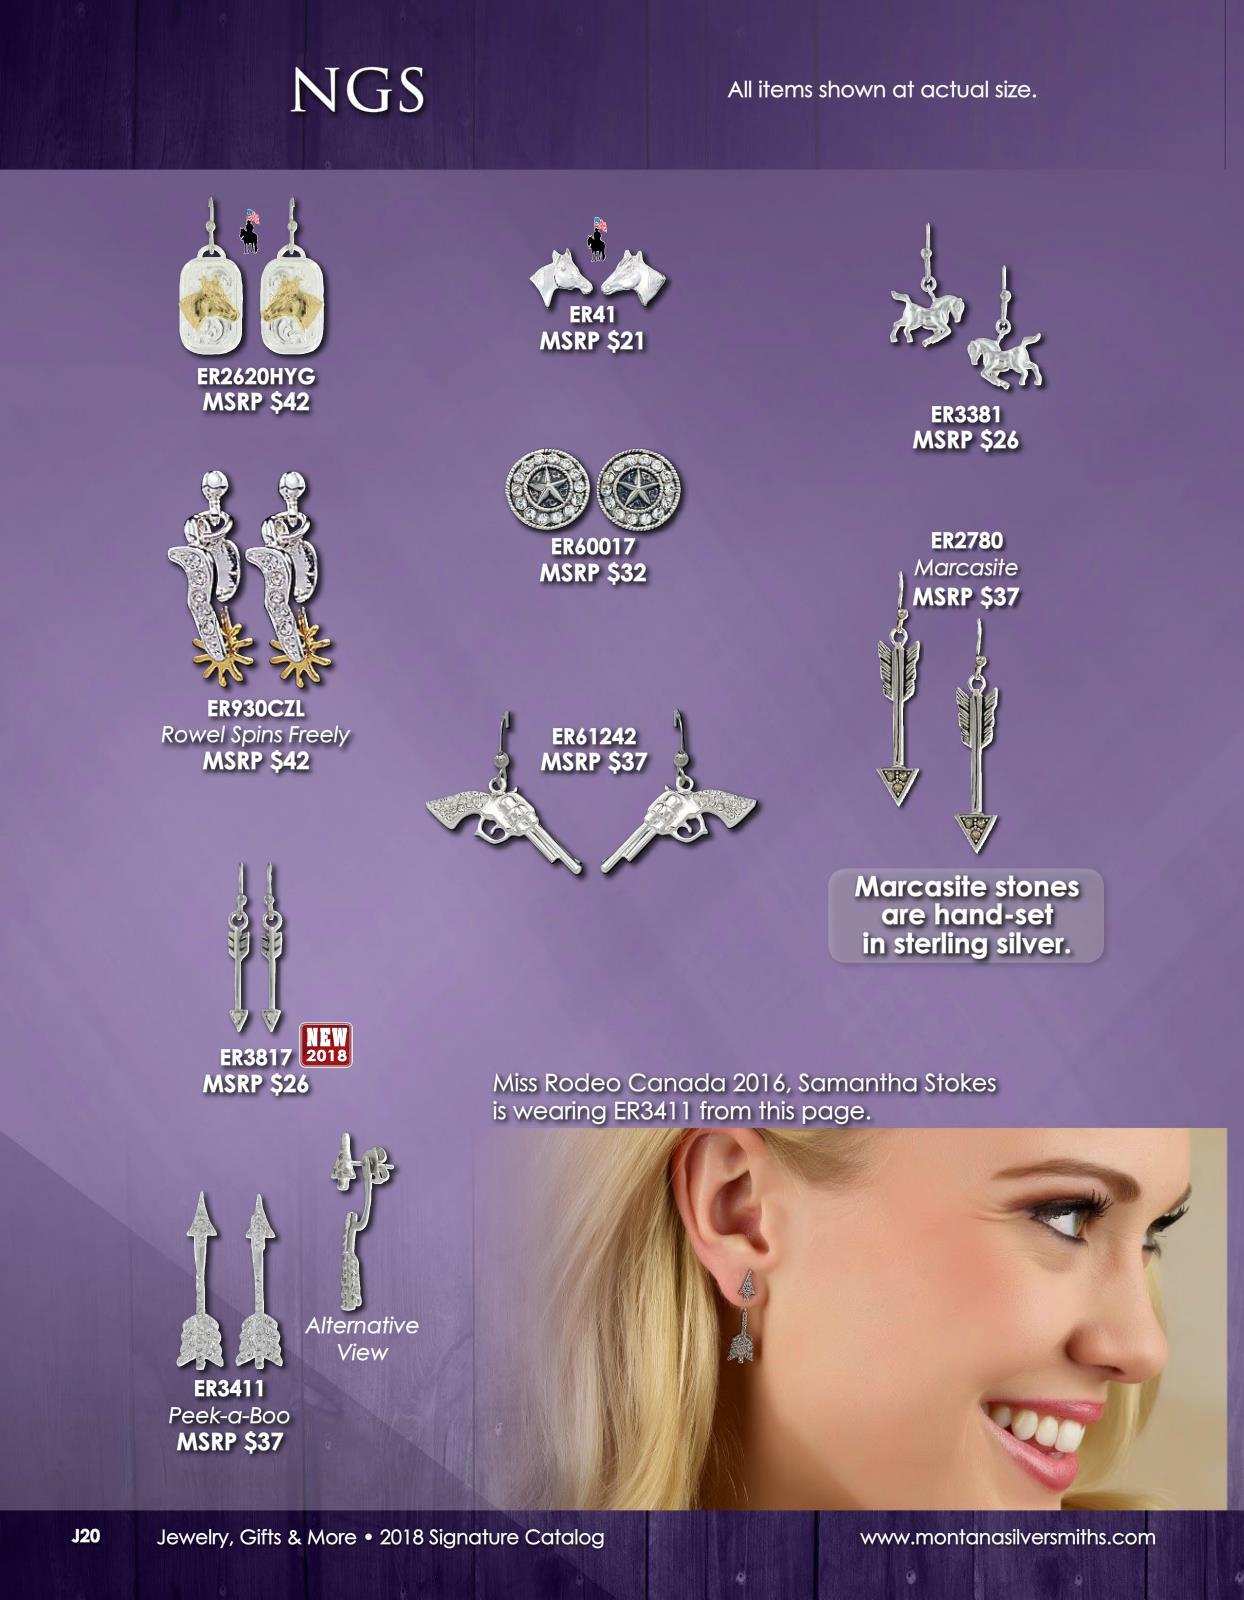 NGS
All items shown at actual size.
ER2620HYG
MSRP $42
ER41
MSRP $21
ER3381
MSRP $26
ER60017
MSRP $32
ER2780
Marcasite
MSRP $37
ER930CZL
Rowel Spins Freely
MSRP $42
ER61242
MSRP $37
Marcasite stones
are hand-set
in sterling silver.
NEW
2018
ER3817
MSRP $26
Miss Rodeo Canada 2016, Samantha Stokes
is wearing ER3411 from this page.
Alternative
View
ER3411
Peek-a-Boo
MSRP $37
J20
Jewelry, Gifts & More • 2018 Signature Catalog
www.montanasilversmiths.com